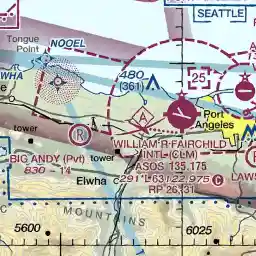 SEATTLE
Tongue
Point
NOOEL
WHA
480
(361)
25
A
R
tower
tower
BIG ANDY (Pvt)
830 - 14
Elwha
Port
Angeles
WILLIAM R FAIRCHILD
INTL (CLM)
ASOS 135.175
291 *L 63 122.975 C
RP 26,31
LAWS
MOUNTAINS
5600
6025